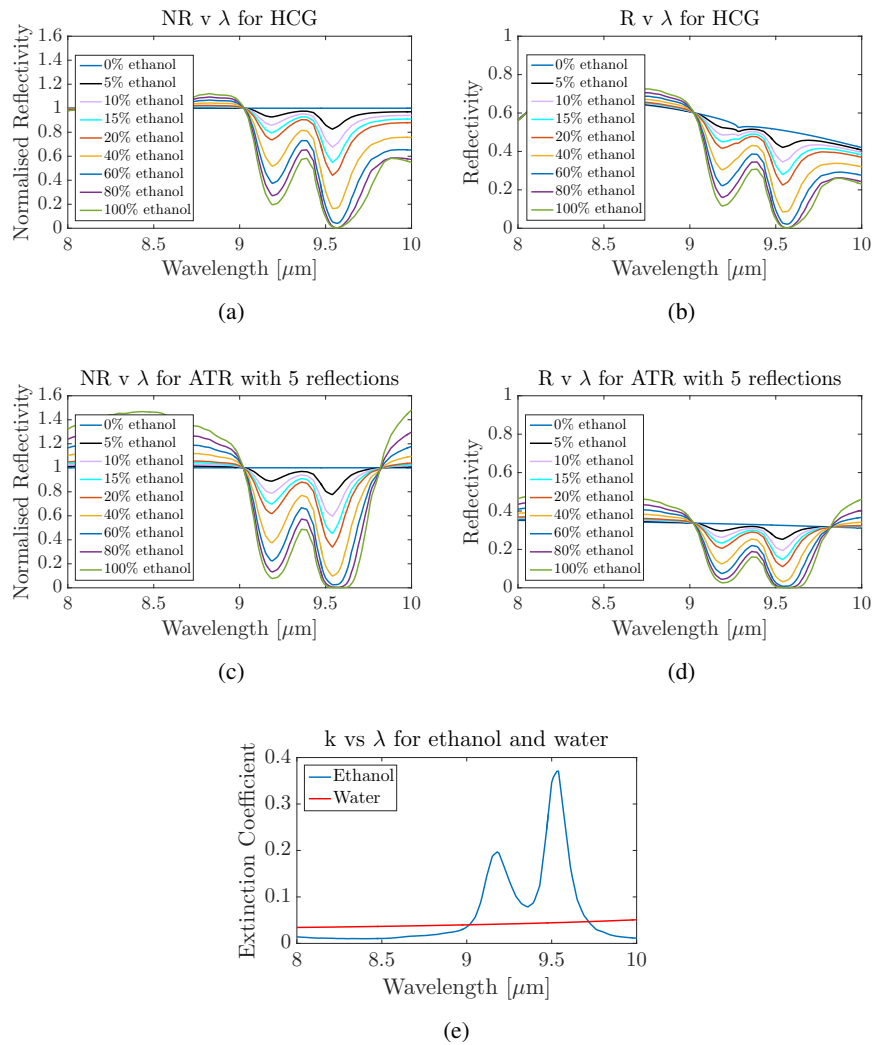 NR v λ for HCG
Normalised Reflectivity
1.6
1.4
1.2
1
0.8
0.6
0.4
0.2
0
0% ethanol
5% ethanol
10% ethanol
15% ethanol
20% ethanol
40% ethanol
60% ethanol
80% ethanol
100% ethanol
8
8.5
9
9.5
10
Wavelength [μm]
(a)
R v λ for HCG
Reflectivity
1
0.8
0.6
0.4
0.2
0
0% ethanol
5% ethanol
10% ethanol
15% ethanol
20% ethanol
40% ethanol
60% ethanol
80% ethanol
100% ethanol
8
8.5
9
9.5
10
Wavelength [μm]
(b)
NR v λ for ATR with 5 reflections
Normalised Reflectivity
1.6
1.4
1.2
1
0.8
0.6
0.4
0.2
0
0% ethanol
5% ethanol
10% ethanol
15% ethanol
20% ethanol
40% ethanol
60% ethanol
80% ethanol
100% ethanol
8
8.5
9
9.5
10
Wavelength [μm]
(c)
R v λ for ATR with 5 reflections
Reflectivity
1
0.8
0.6
0.4
0.2
0
0% ethanol
5% ethanol
10% ethanol
15% ethanol
20% ethanol
40% ethanol
60% ethanol
80% ethanol
100% ethanol
8
8.5
9
9.5
10
Wavelength [μm]
(d)
k vs λ for ethanol and water
Extinction Coefficient
0.4
0.3
0.2
0.1
0
Ethanol
Water
8
8.5
9
9.5
10
Wavelength [μm]
(e)